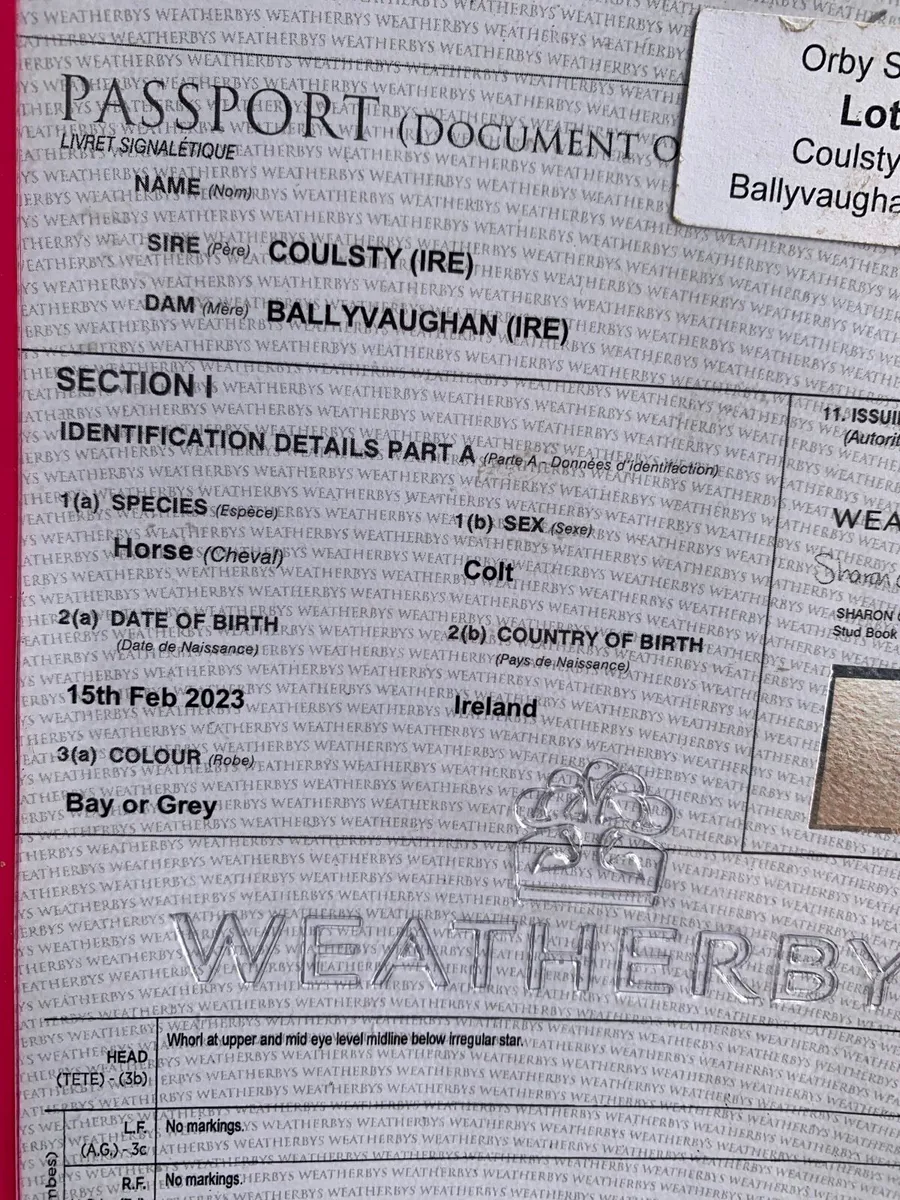 PASSPORT (DOCUMENT O
LIVRET SIGNALÉTIQUE
Orby S
Lot
Coulsty
Ballyvaugha
NAME (Nom)
SIRE (Père) COULSTY (IRE)
DAM (Mère) BALLYVAUGHAN (IRE)
SECTION I
IDENTIFICATION DETAILS PART A (Parte A - Données d'identifaction)
1(a) SPECIES (Espèce)
Horse (Cheval)
1(b) SEX (Sexe)
Colt
2(a) DATE OF BIRTH
(Date de Naissance)
15th Feb 2023
2(b) COUNTRY OF BIRTH
(Pays de Naissance)
Ireland
3(a) COLOUR (Robe)
Bay or Grey
11. ISSUI
(Autorit
WEA
Sharon
SHARON
Stud Book
WEATHERBY
HEAD
(TETE) - (3b)
Whorl at upper and mid eye level midline below irregular star.
L.F.
(A.G.) - 3c
No markings.
R.F.
No markings.